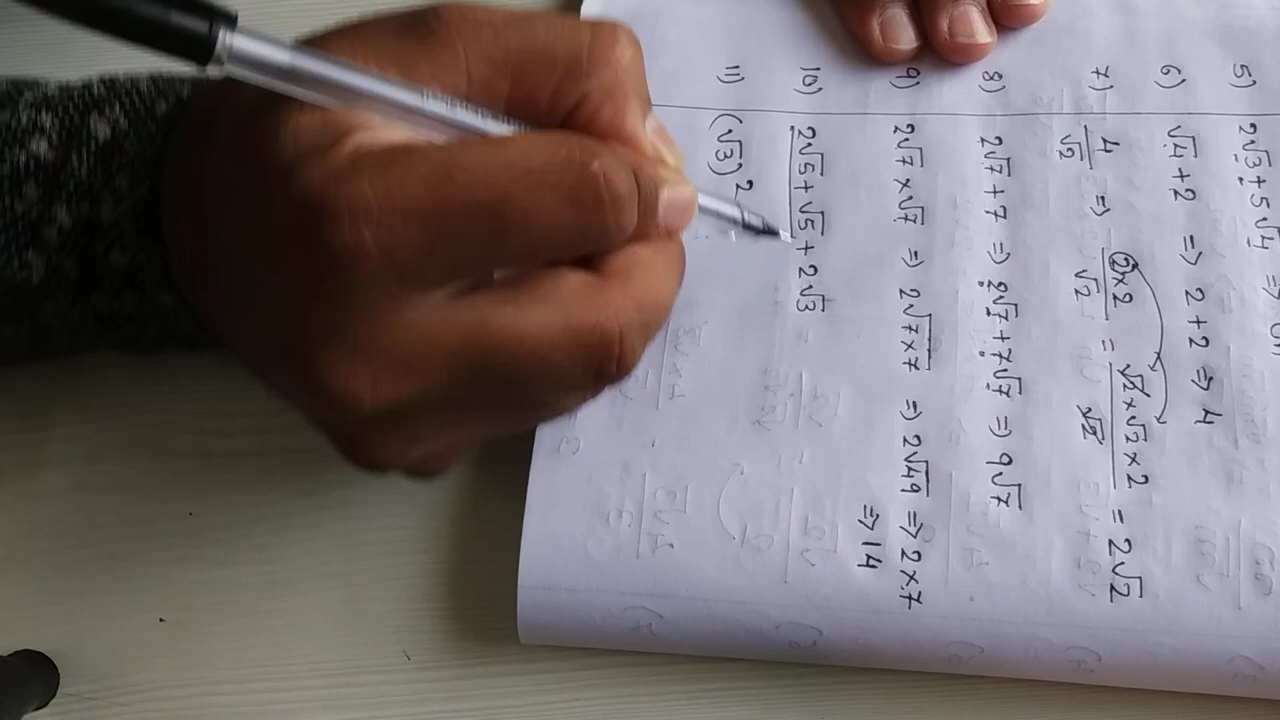 5) 2√3 + 5√4 ⇒
6) √4 + 2 ⇒ 2 + 2 ⇒ 4
7) 4/√2 ⇒ 2×2/√2 = √2×√2×2/√2 = 2√2
8) 2√7 + 7 ⇒ 2√7 + 7√7 ⇒ 9√7
9) 2√7 × √7 ⇒ 2√7×7 ⇒ 2√49 ⇒ 2×7
⇒ 14
10) 2√5 + √5 + 2√3
11) (√3)²